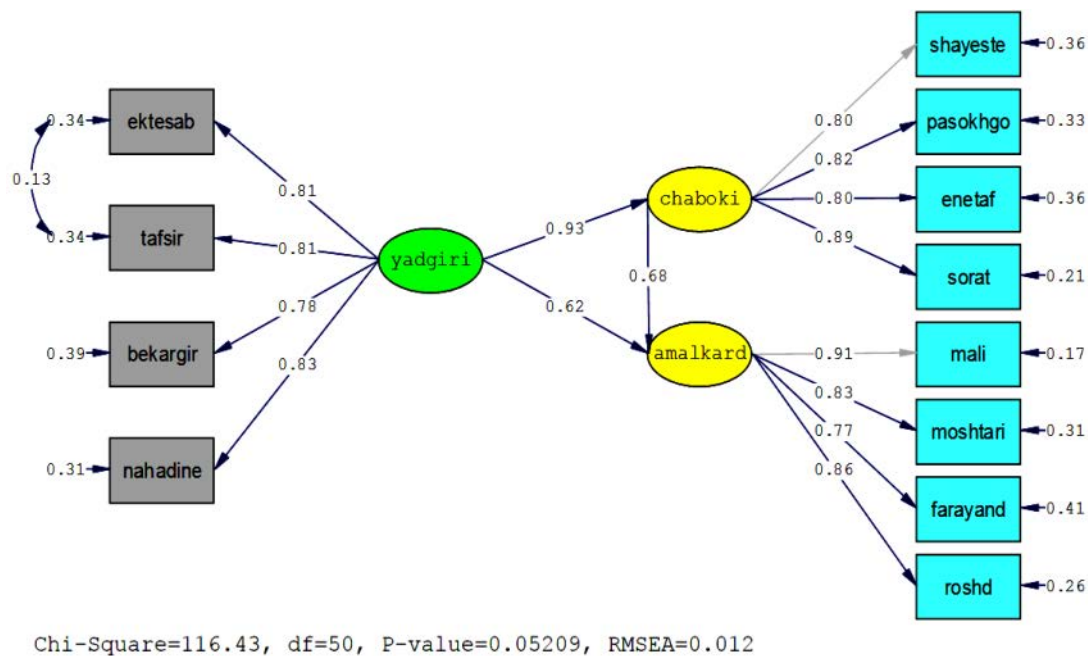 shayeste
0.36
0.34
ektesab
0.80
pasokhgo
0.33
0.82
0.13
0.81
chaboki
0.80
enetaf
0.36
0.93
0.89
0.34
tafsir
0.81
yadgiri
0.68
sorat
0.21
0.78
0.62
0.39
bekargir
amalkard
0.91
mali
0.17
0.83
0.83
moshtari
0.31
0.77
0.31
nahadine
0.86
farayand
0.41
roshd
0.26
Chi-Square=116.43, df=50, P-value=0.05209, RMSEA=0.012